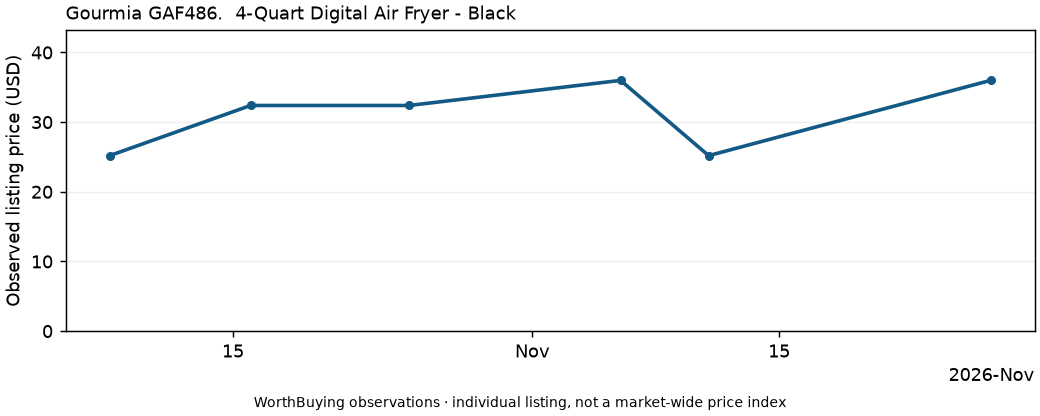 Gourmia GAF486.  4-Quart Digital Air Fryer - Black
Observed listing price (USD)
40
30
20
10
0
15
Nov
15
2026-Nov
WorthBuying observations · individual listing, not a market-wide price index